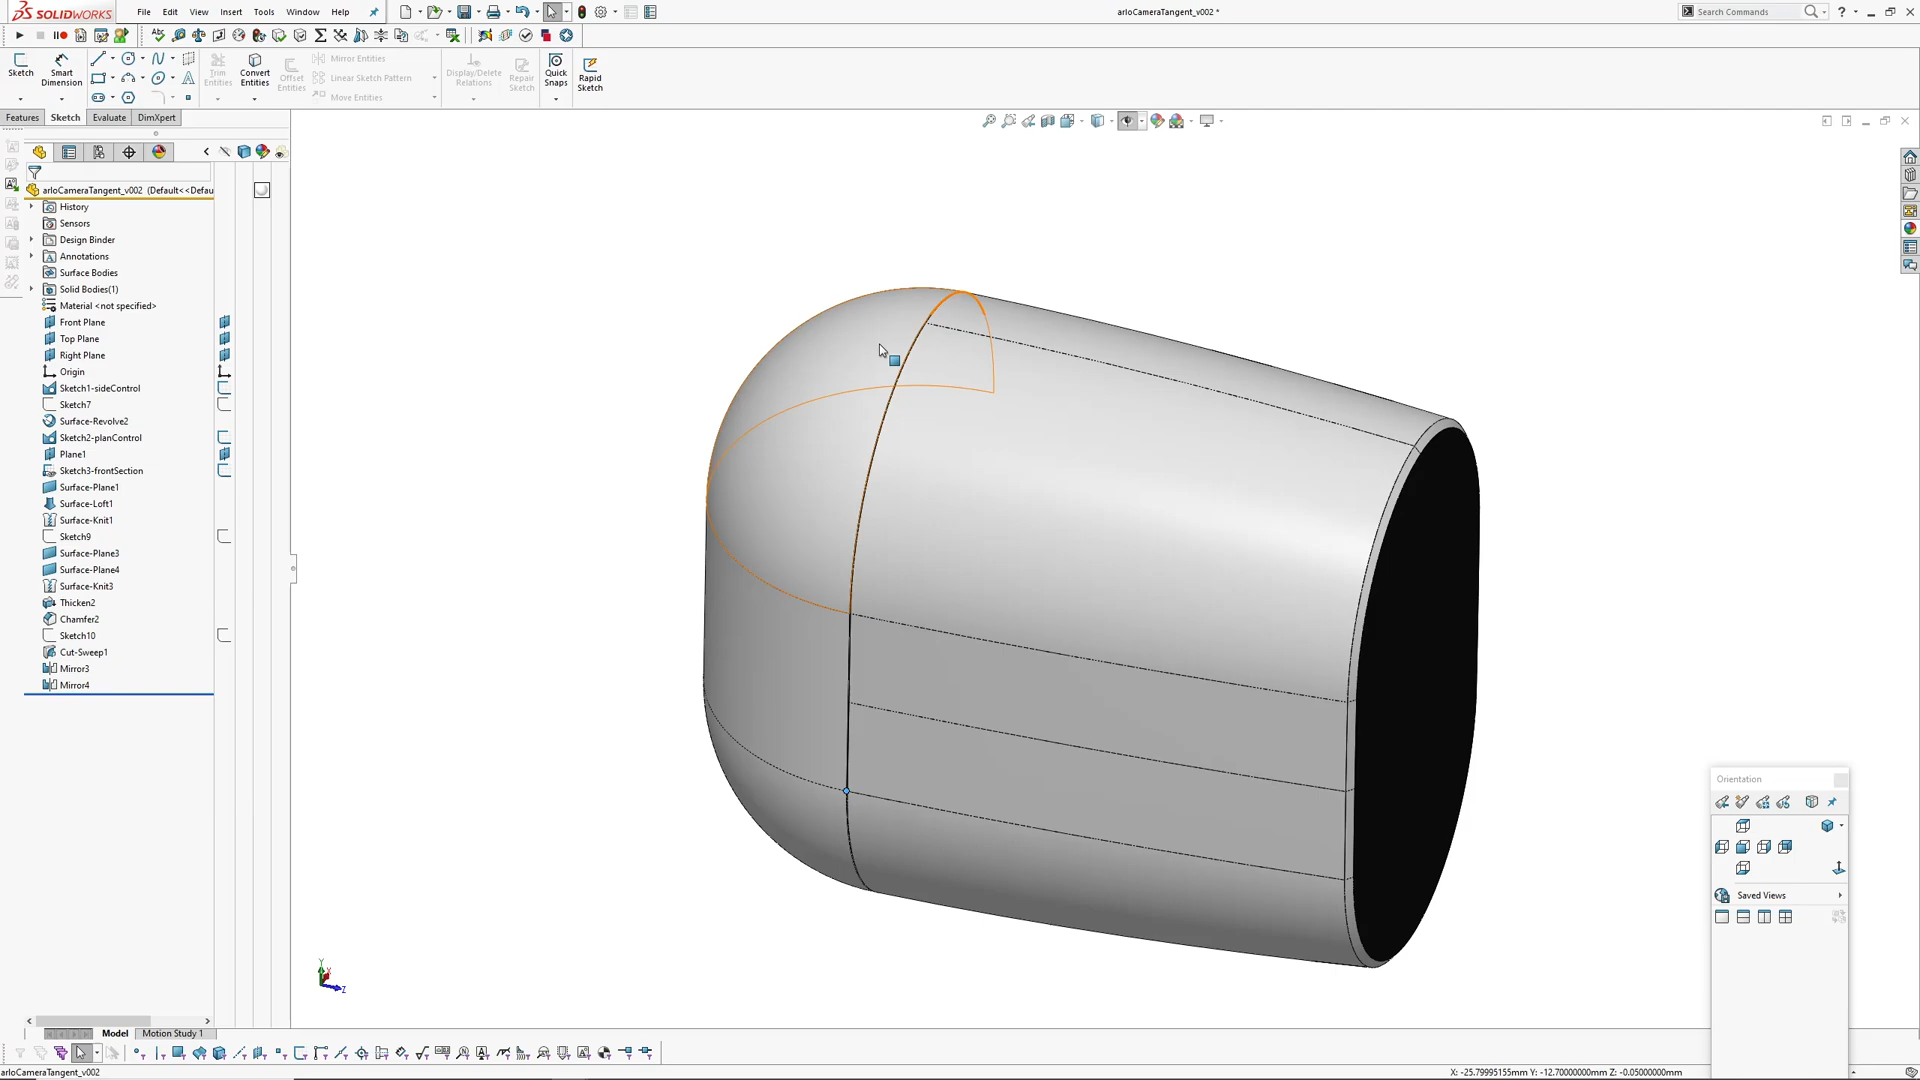 SOLIDWORKS
File Edit View Insert Tools Window Help
arloCameraTangent_v002 *
Search Commands
Sketch
Smart Dimension
Trim Entities
Convert Entities
Offset Entities
Mirror Entities
Linear Sketch Pattern
Move Entities
Display/Delete Relations
Repair Sketch
Quick Snaps
Rapid Sketch
Features Sketch Evaluate DimXpert
arloCameraTangent_v002 (Default<<Defau
History
Sensors
Design Binder
Annotations
Surface Bodies
Solid Bodies(1)
Material <not specified>
Front Plane
Top Plane
Right Plane
Origin
Sketch1-sideControl
Sketch7
Surface-Revolve2
Sketch2-planControl
Plane1
Sketch3-frontSection
Surface-Plane1
Surface-Loft1
Surface-Knit1
Sketch9
Surface-Plane3
Surface-Plane4
Surface-Knit3
Thicken2
Chamfer2
Sketch10
Cut-Sweep1
Mirror3
Mirror4
Orientation
Saved Views
Y
X
Z
Model Motion Study 1
arloCameraTangent_v002
X: -25.79995155mm Y: -12.70000000mm Z: -0.05000000mm